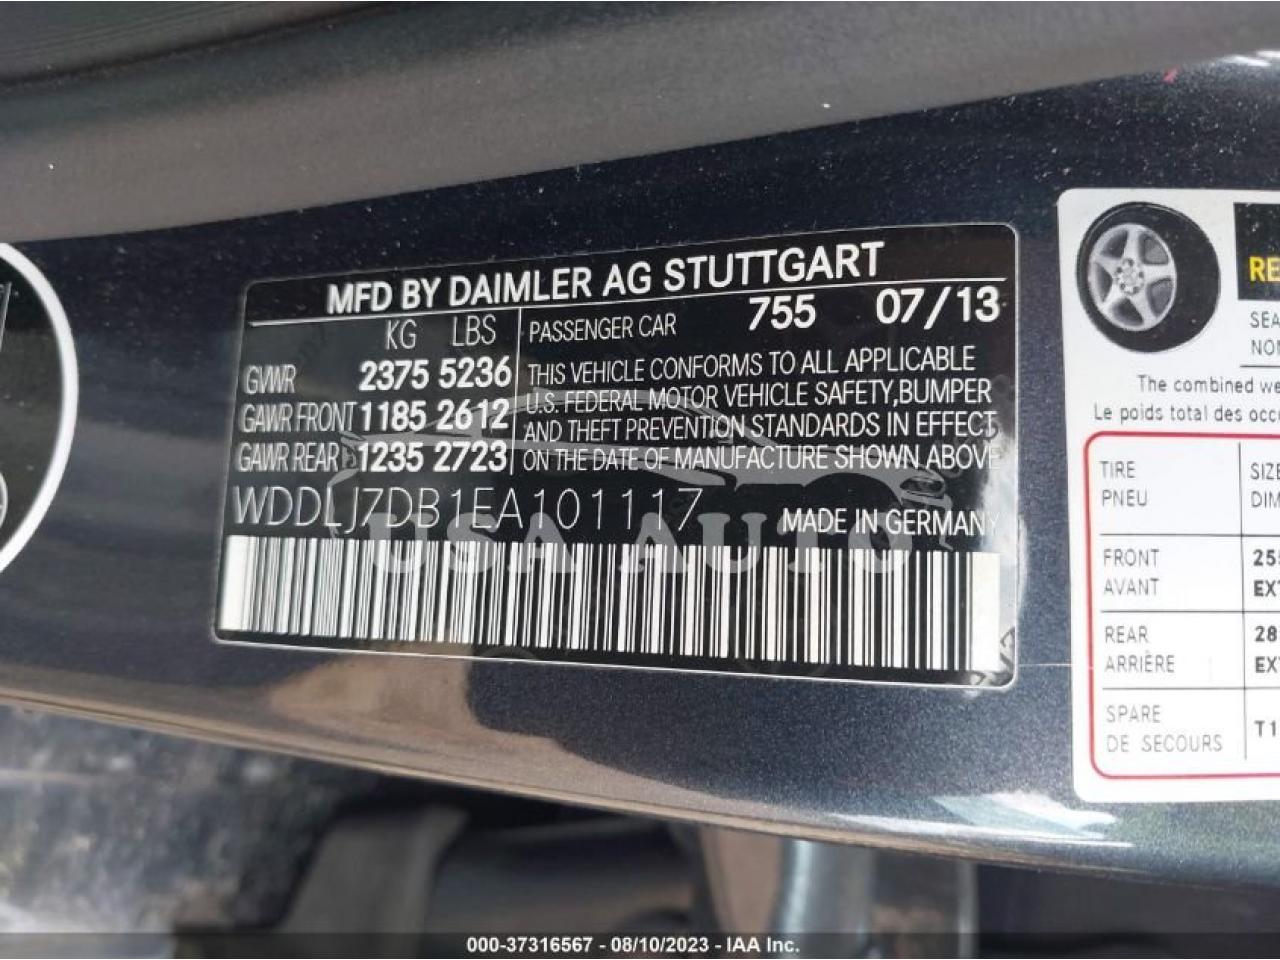 MFD BY DAIMLER AG STUTTGART
KG LBS
GVWR 2375 5236
GAWR FRONT 1185 2612
GAWR REAR 1235 2723
PASSENGER CAR 755 07/13
THIS VEHICLE CONFORMS TO ALL APPLICABLE
U.S. FEDERAL MOTOR VEHICLE SAFETY,BUMPER
AND THEFT PREVENTION STANDARDS IN EFFECT
ON THE DATE OF MANUFACTURE SHOWN ABOVE
WDDLJ7DB1EA101117
MADE IN GERMANY
USA AUTO
The combined
Le poids total des
TIRE
PNEU
FRONT
AVANT
REAR
ARRIÈRE
SPARE
DE SECOURS
000-37316567 - 08/10/2023 - IAA Inc.